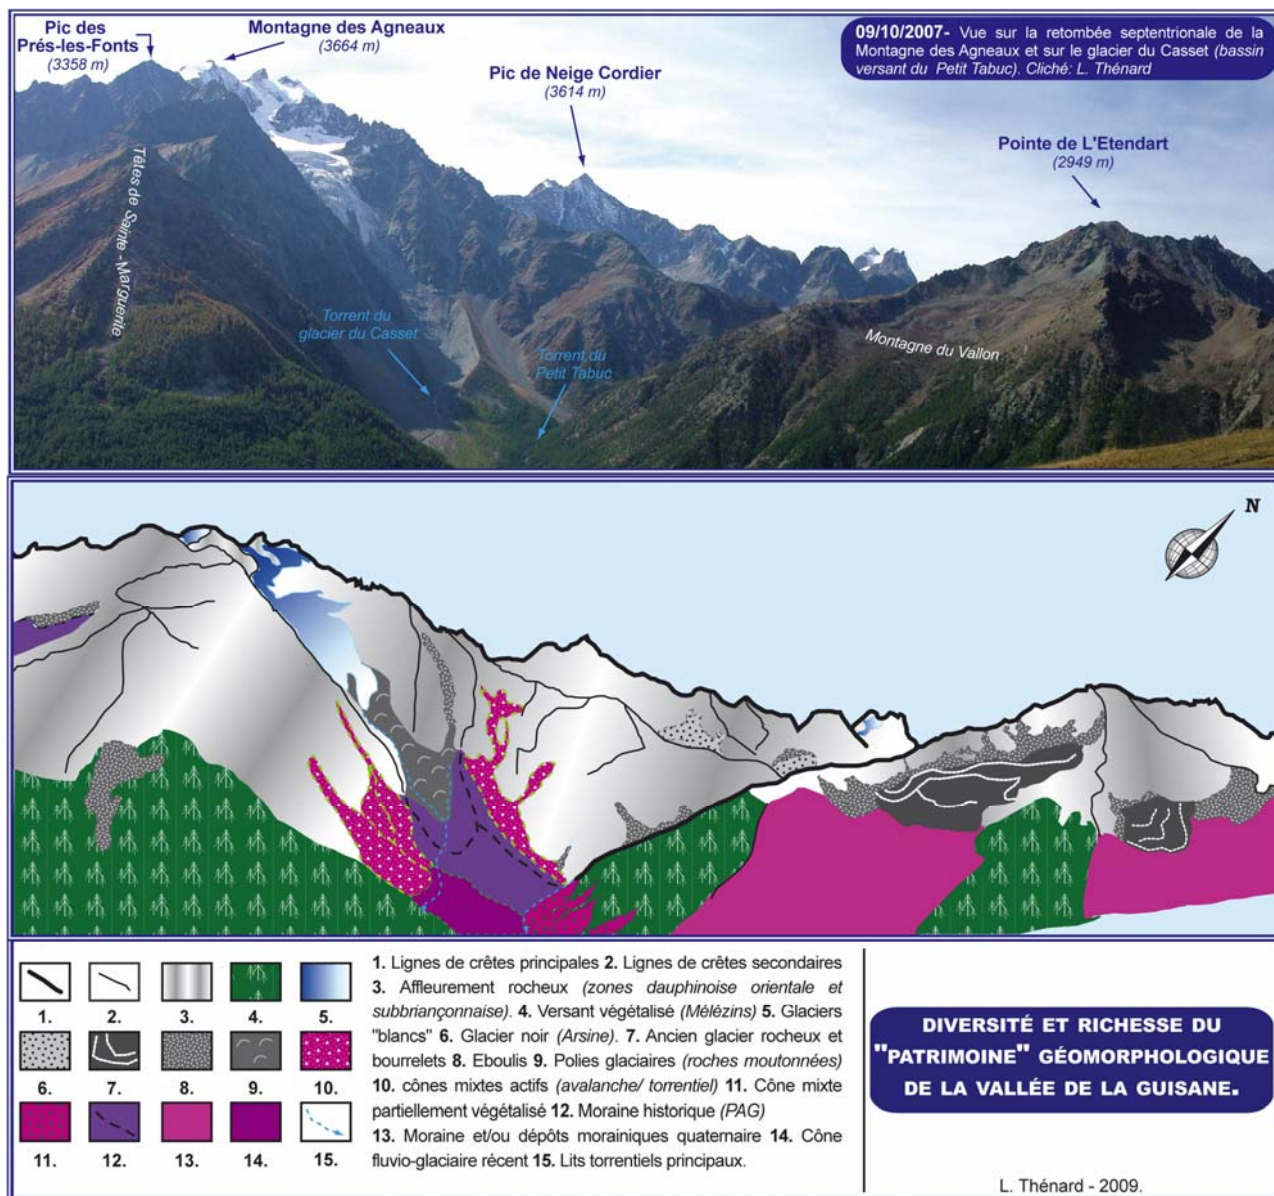 Pic des
Prés-les-Fonts
(3358 m)
Montagne des Agneaux
(3664 m)
Pic de Neige Cordier
(3614 m)
09/10/2007- Vue sur la retombée septentrionale de la
Montagne des Agneaux et sur le glacier du Casset (bassin
versant du Petit Tabuc). Cliché: L. Thénard
Pointe de L'Etendart
(2949 m)
Têtes de Sainte-Marguerite
Torrent du
glacier du Casset
Torrent du
Petit Tabuc
Montagne du Vallon
N
1. 2. 3. 4. 5.
6. 7. 8. 9. 10.
11. 12. 13. 14. 15.
1. Lignes de crêtes principales 2. Lignes de crêtes secondaires
3. Affleurement rocheux (zones dauphinoise orientale et
subbriançonnaise). 4. Versant végétalisé (Mélézins) 5. Glaciers
"blancs" 6. Glacier noir (Arsine). 7. Ancien glacier rocheux et
bourrelets 8. Eboulis 9. Polies glaciaires (roches moutonnées)
10. cônes mixtes actifs (avalanche/ torrentiel) 11. Cône mixte
partiellement végétalisé 12. Moraine historique (PAG)
13. Moraine et/ou dépôts morainiques quaternaire 14. Cône
fluvio-glaciaire récent 15. Lits torrentiels principaux.
DIVERSITÉ ET RICHESSE DU
"PATRIMOINE" GÉOMORPHOLOGIQUE
DE LA VALLÉE DE LA GUISANE.
L. Thénard - 2009.